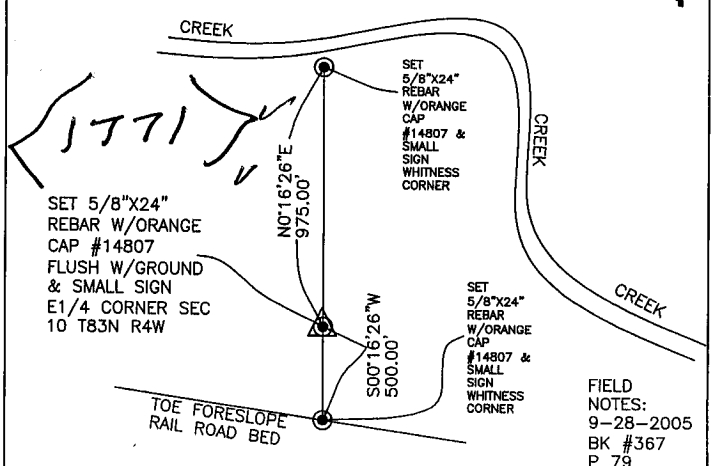 CREEK
SET
5/8"X24"
REBAR
W/ORANGE
CAP
#14807 &
SMALL
SIGN
WHITNESS
CORNER
CREEK
1771
N0°16'26"E
975.00'
SET 5/8"X24"
REBAR W/ORANGE
CAP #14807
FLUSH W/GROUND
& SMALL SIGN
E1/4 CORNER SEC
10 T83N R4W
CREEK
S00°16'26"W
500.00'
SET
5/8"X24"
REBAR
W/ORANGE
CAP
#14807 &
SMALL
SIGN
WHITNESS
CORNER
TOE FORESLOPE
RAIL ROAD BED
FIELD
NOTES:
9-28-2005
BK #367
P 79